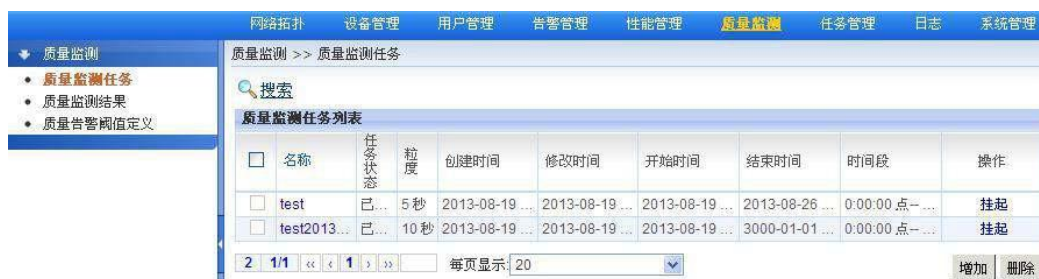 网络拓扑 设备管理 用户管理 告警管理 性能管理 质量监测 任务管理 日志 系统管理
质量监测
质量监测任务
质量监测结果
质量告警阈值定义
质量监测 >> 质量监测任务
搜索
质量监测任务列表
名称 任务状态 粒度 创建时间 修改时间 开始时间 结束时间 时间段 操作
test 已... 5 秒 2013-08-19 ... 2013-08-19 ... 2013-08-19 ... 2013-08-26 ... 0:00:00 点-- ... 挂起
test2013... 已... 10 秒 2013-08-19 ... 2013-08-19 ... 2013-08-19 ... 3000-01-01 ... 0:00:00 点-- ... 挂起
2 1/1 « ‹ 1 › » 每页显示: 20 增加 删除